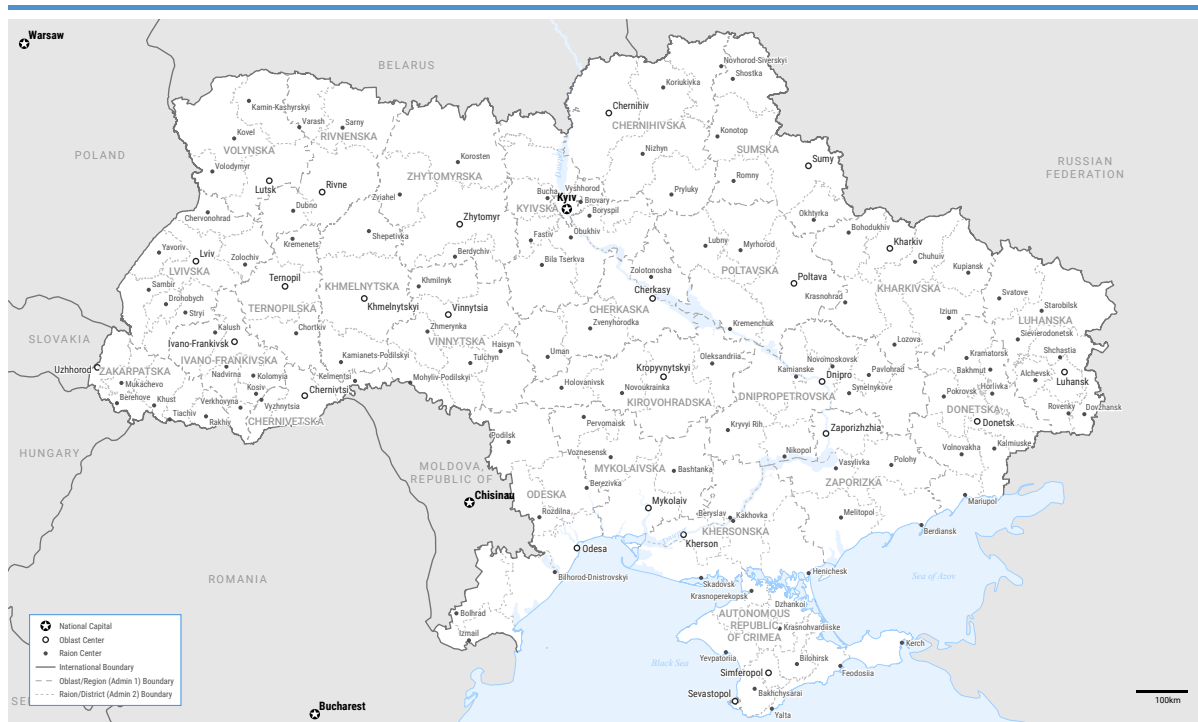 Warsaw
BELARUS
Novhorod-Siverskyi
Shostka
Koriukivka
Kamin-Kashyrskyi
Chernihiv
CHERNIHIVSKA
Varash
Sarny
RIVNENSKA
Kovel
VOLYNSKA
Konotop
SUMSKA
POLAND
Nizhyn
Sumy
RUSSIAN
FEDERATION
Korosten
ZHYTOMYRSKA
Volodymyr
Lutsk
Rivne
Romny
Pryluky
Zviahel
Bucha
Vyshhorod
Kyiv
Brovary
KYIVSKA
Boryspil
Dubno
Chervonohrad
Zhytomyr
Okhtyrka
Bohodukhiv
Shepetivka
Fastiv
Obukhiv
Kremenets
Yavoriv
Lviv
Lubny
Myrhorod
Kharkiv
Chuhuiv
LVIVSKA
Zolochiv
Berdychiv
Bila Tserkva
POLTAVSKA
Kupiansk
Sambir
Ternopil
KHMELNYTSKA
Khmilnyk
Zolotonosha
Poltava
KHARKIVSKA
Drohobych
Stryi
TERNOPILSKA
Khmelnytskyi
Vinnytsia
Cherkasy
CHERKASKA
Krasnohrad
Svatove
Starobilsk
Izium
LUHANSKA
Zvenyhorodka
Kalush
Chortkiv
Zhmerynka
VINNYTSKA
Kremenchuk
Sievierodonetsk
SLOVAKIA
Ivano-Frankivsk
Haisyn
Lozova
Uzhhorod
IVANO-FRANKIVSKA
Kamianets-Podilskyi
Tulchyn
Uman
Oleksandriia
Novomoskovsk
Kramatorsk
Shchastia
ZAKARPATSKA
Nadvirna
Kolomyia
Kelmentsi
Kropyvnytskyi
Kamianske
Dnipro
Pavlohrad
Bakhmut
Alchevsk
Luhansk
Mukachevo
Mohyliv-Podilskyi
Holovanivsk
Novoukrainka
Synelnykove
Pokrovsk
Horlivka
Berehove
Khust
Verkhovyna
Kosiv
Chernivtsi
KIROVOHRADSKA
DNIPROPETROVSKA
Vyzhnytsia
Tiachiv
Rakhiv
CHERNIVETSKA
Pervomaisk
DONETSKA
Donetsk
Rovenky
Dovzhansk
Kryvyi Rih
Zaporizhzhia
Podilsk
HUNGARY
Voznesensk
Nikopol
Volnovakha
Kalmiuske
MOLDOVA,
REPUBLIC OF
MYKOLAIVSKA
Bashtanka
Vasylivka
Polohy
ZAPORIZKA
Chisinau
ODESKA
Berezivka
Mykolaiv
Mariupol
Rozdilna
Beryslav
Kakhovka
Melitopol
KHERSONSKA
Berdiansk
Kherson
Odesa
Bilhorod-Dnistrovskyi
Skadovsk
Henichesk
Sea of Azov
ROMANIA
Krasnoperekopsk
Dzhankoi
Bolhrad
AUTONOMOUS
REPUBLIC
OF CRIMEA
Krasnohvardiiske
Izmail
Kerch
Black Sea
Yevpatoriia
Bilohirsk
Simferopol
Feodosiia
Sevastopol
Bakhchysarai
Yalta
Bucharest
National Capital
Oblast Center
Raion Center
International Boundary
Oblast/Region (Admin 1) Boundary
Raion/District (Admin 2) Boundary
100km